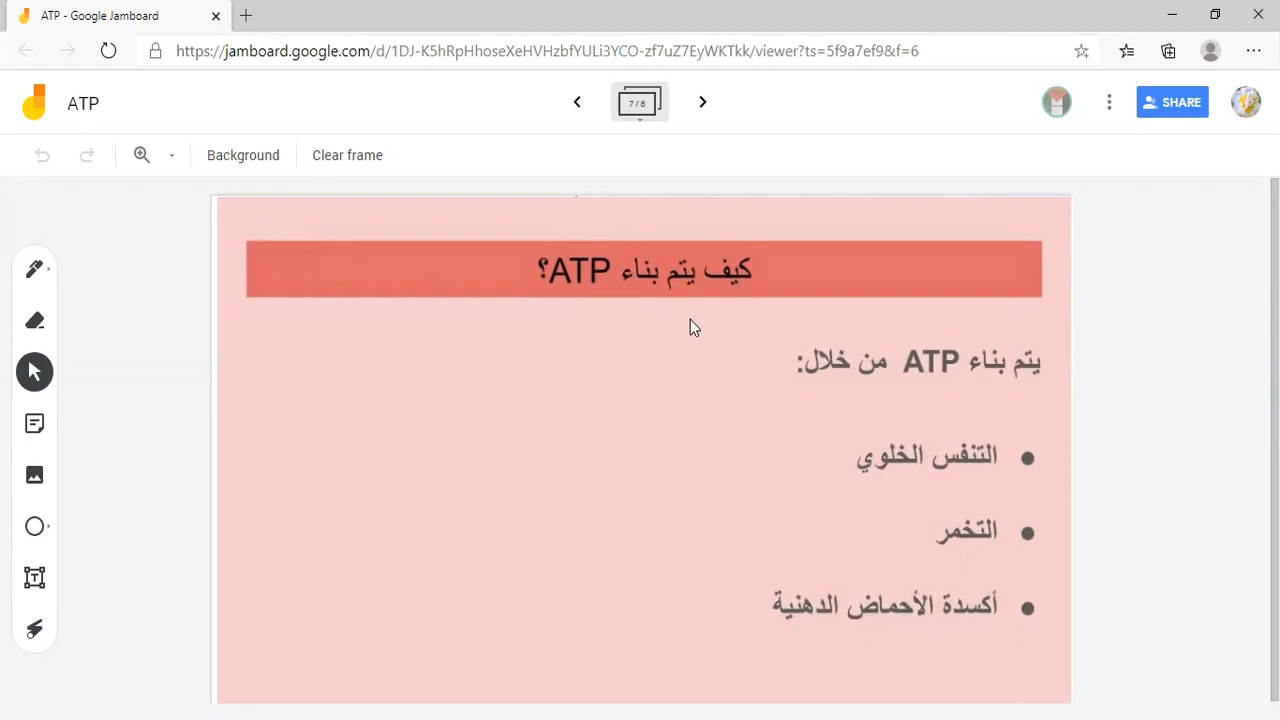 ATP - Google Jamboard
https://jamboard.google.com/d/1DJ-K5hRpHhoseXeHVHzbfYULi3YCO-zf7uZ7EyWKTkk/viewer?ts=5f9a7ef9&f=6
ATP
7 / 8
SHARE
Background
Clear frame
كيف يتم بناء ATP؟
يتم بناء ATP من خلال:
● التنفس الخلوي
● التخمر
● أكسدة الأحماض الدهنية